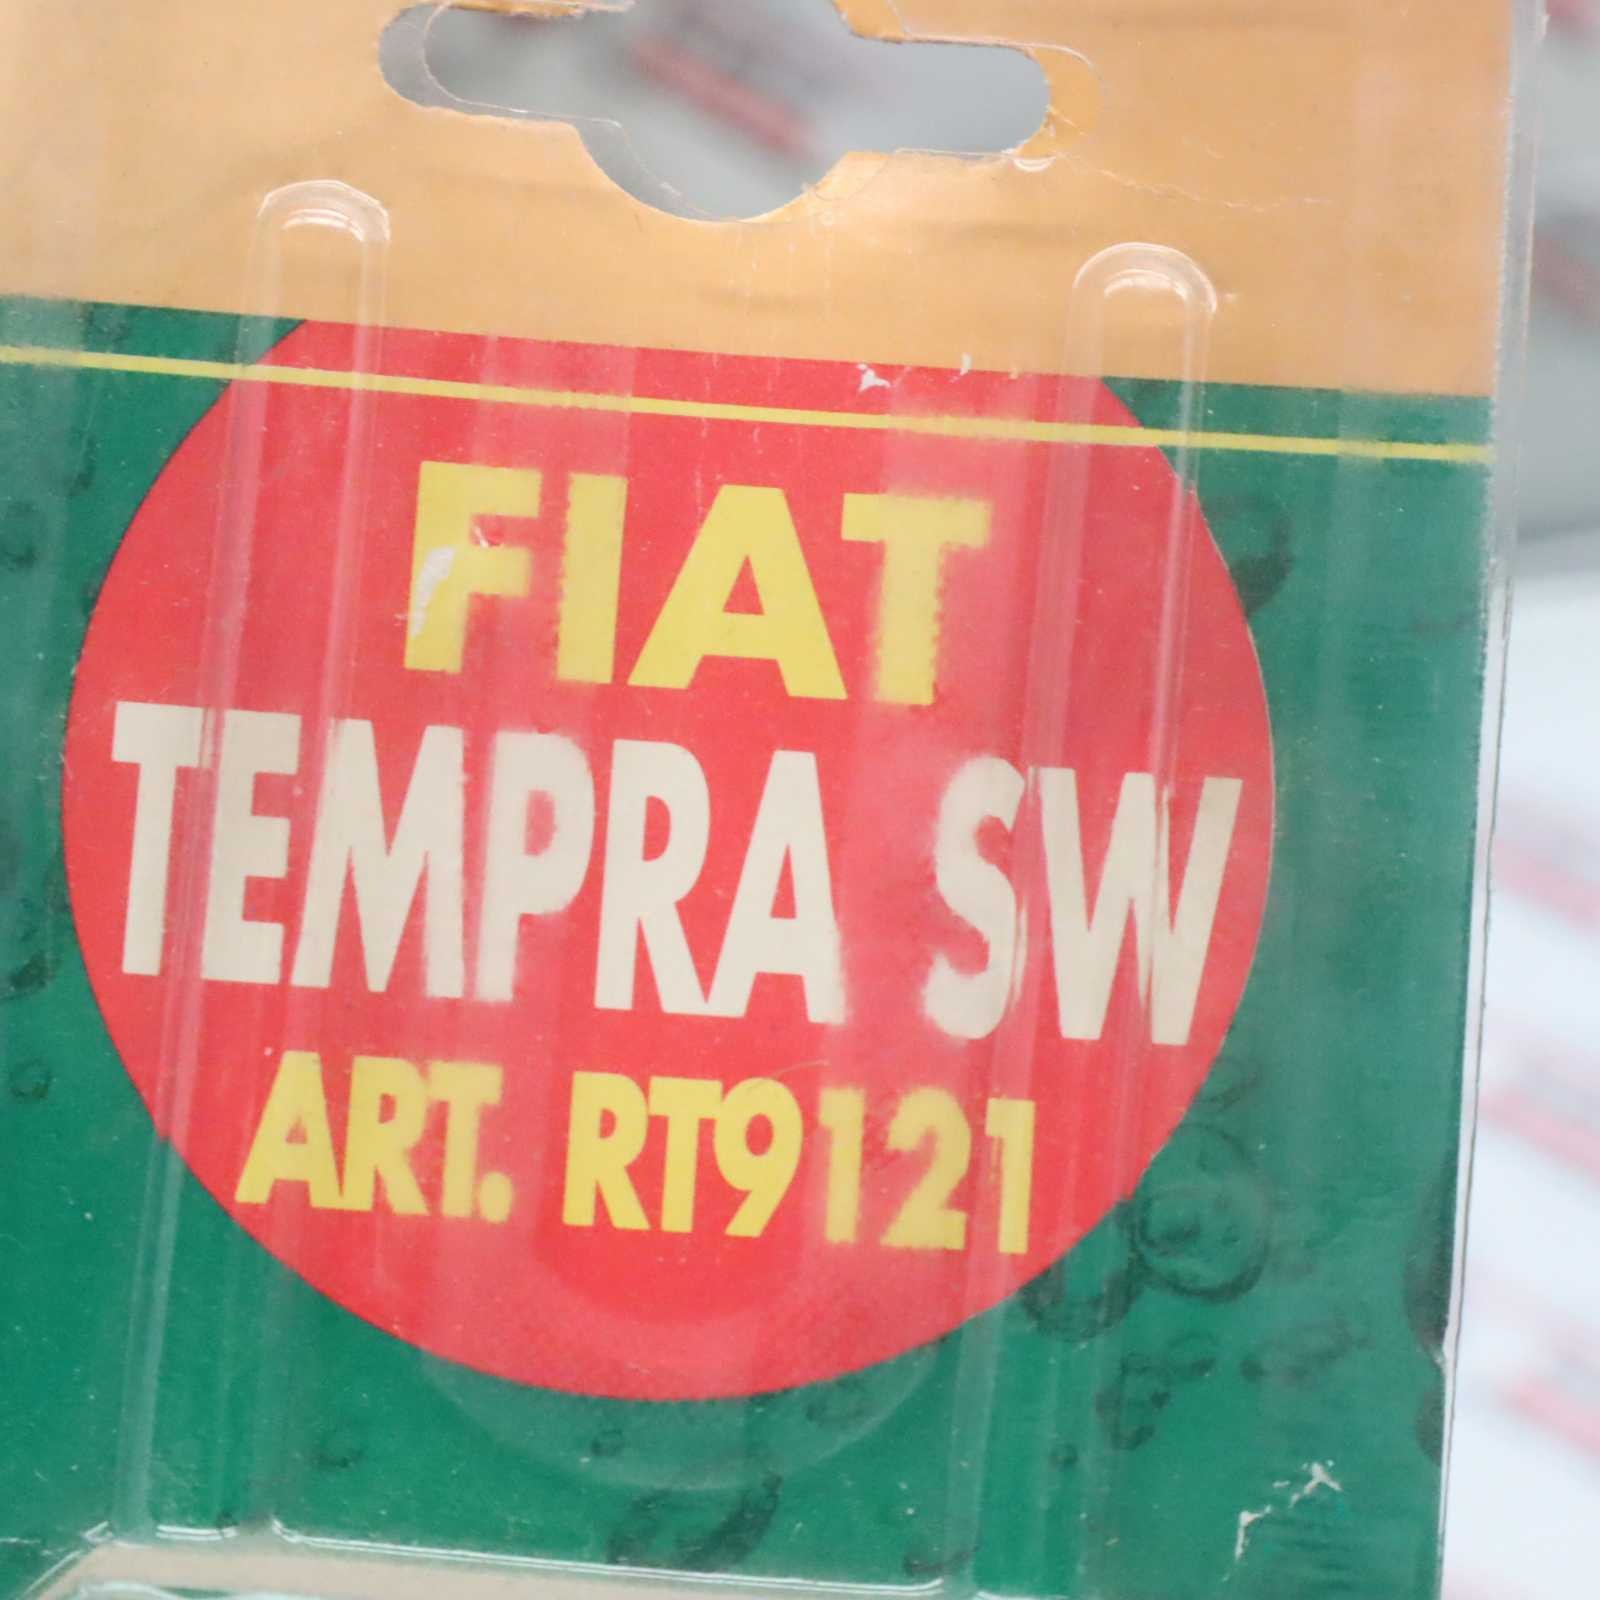 FIAT
TEMPRA SW
ART. RT9121